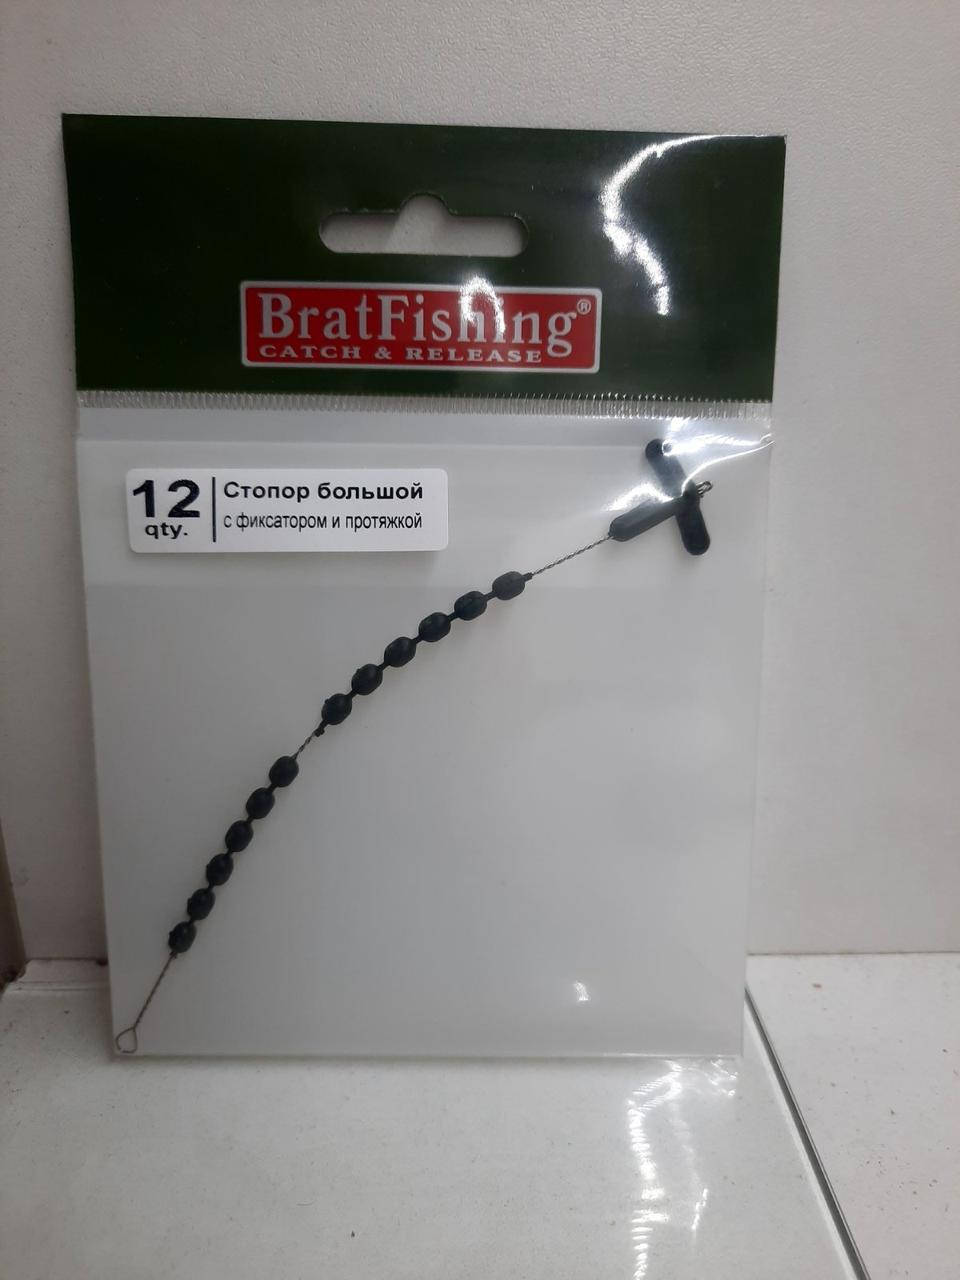 BratFishing®
CATCH & RELEASE
12 qty.
Стопор большой
с фиксатором и протяжкой